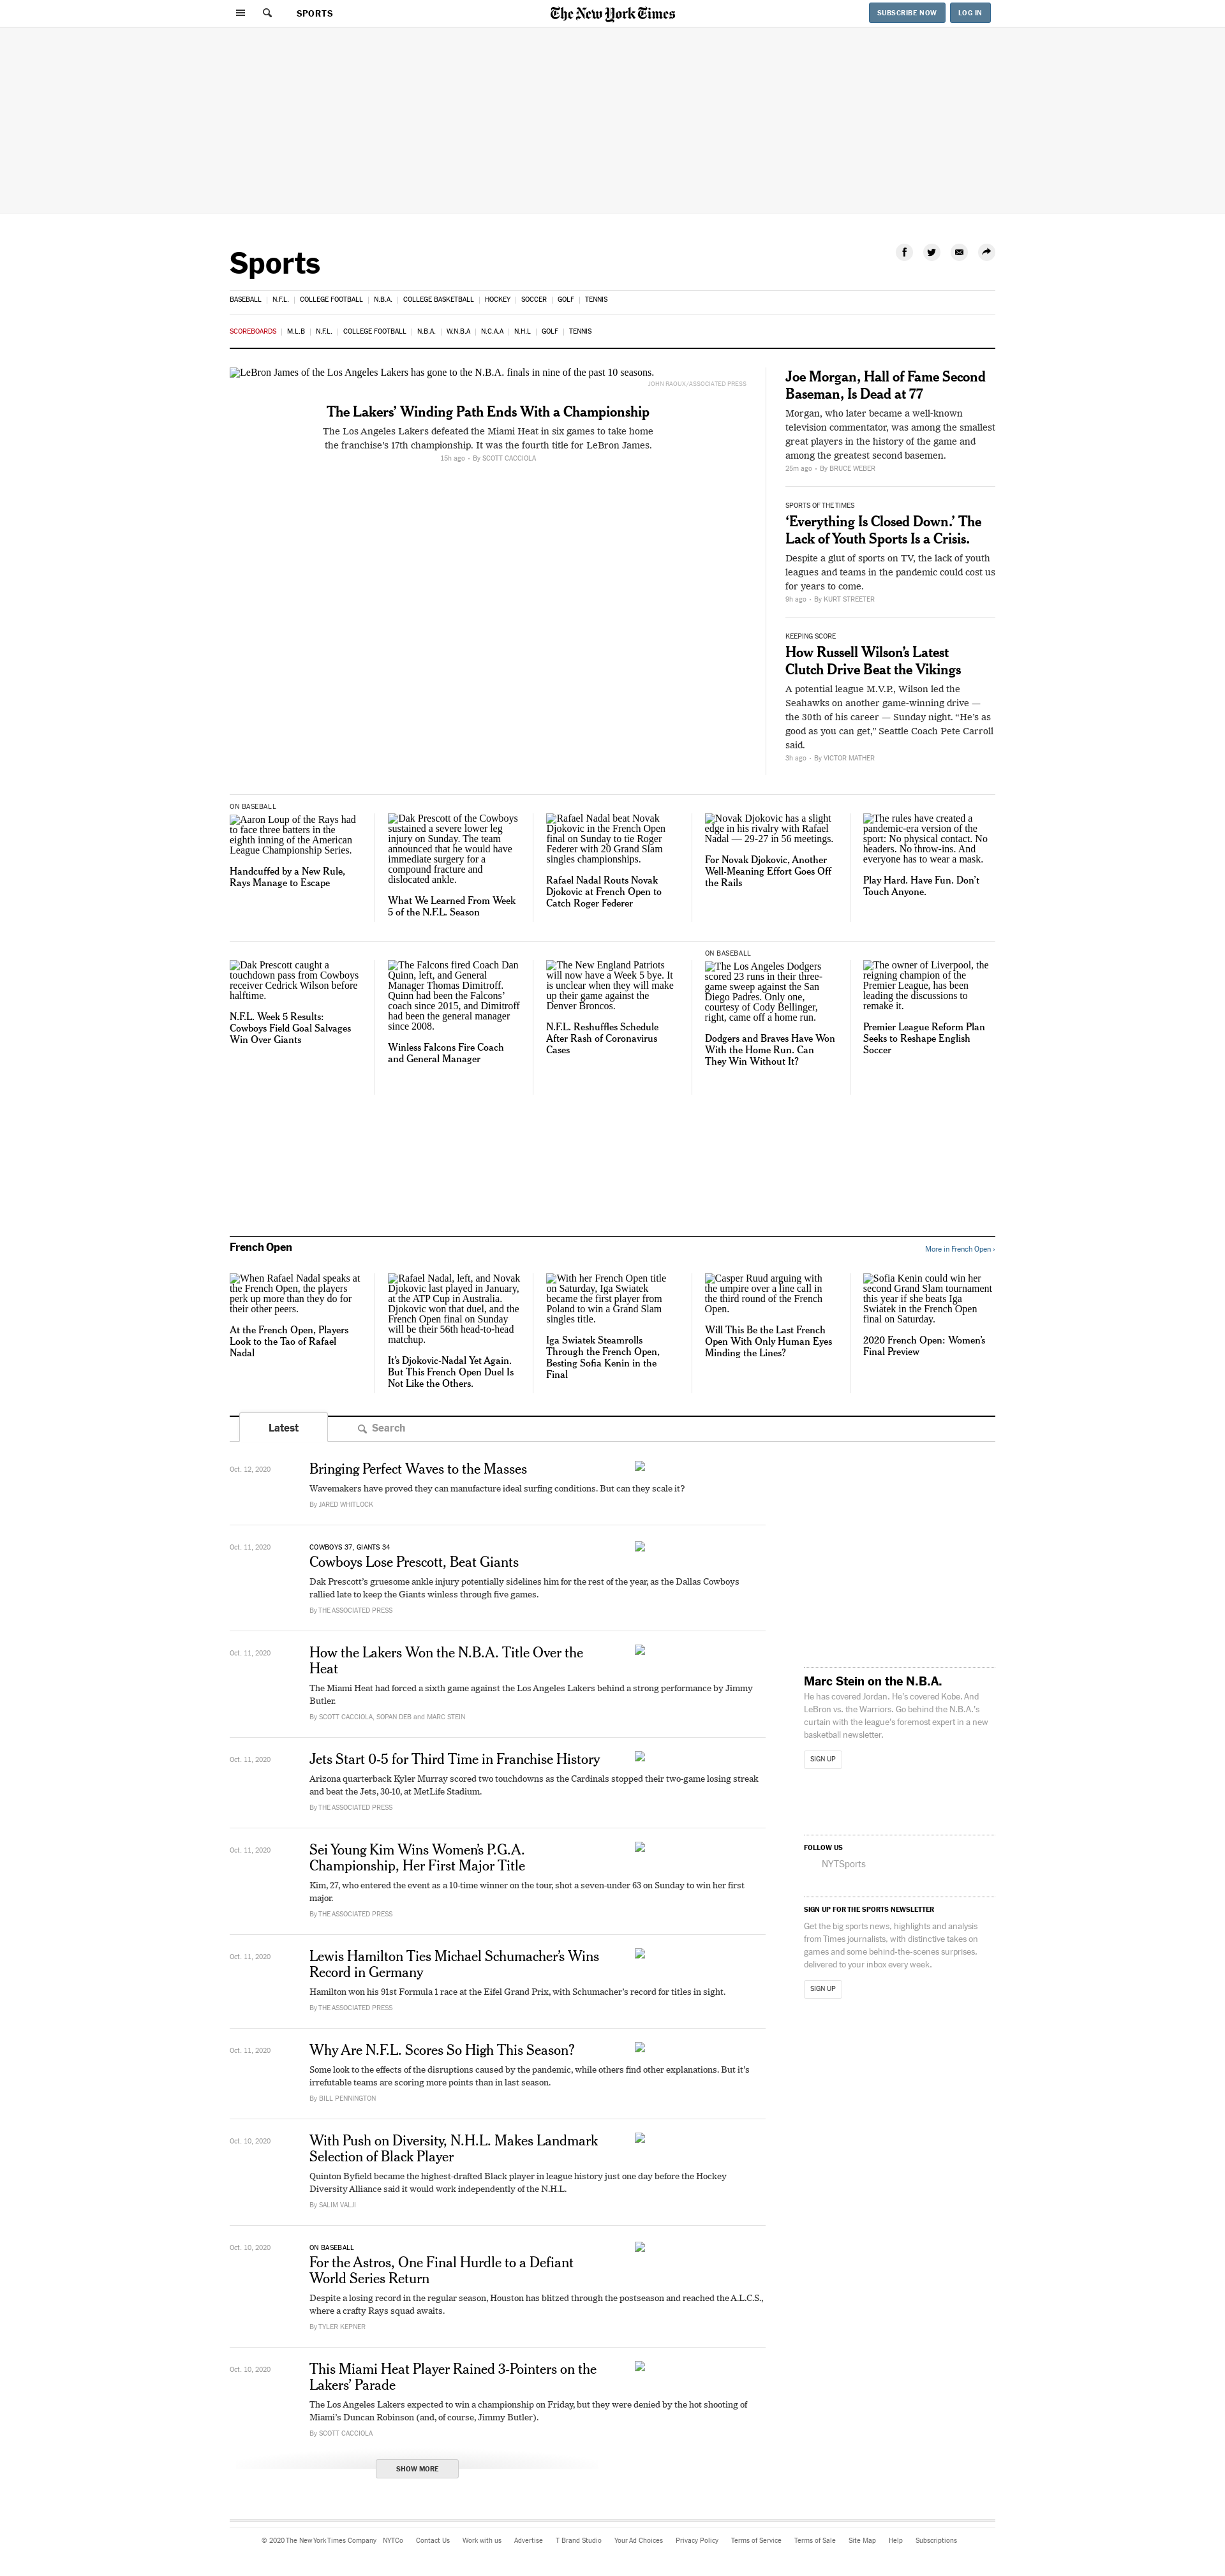 SPORTS
The New York Times
SUBSCRIBE NOW
LOG IN
Sports
BASEBALL | N.F.L. | COLLEGE FOOTBALL | N.B.A. | COLLEGE BASKETBALL | HOCKEY | SOCCER | GOLF | TENNIS
SCOREBOARDS | M.L.B | N.F.L. | COLLEGE FOOTBALL | N.B.A. | W.N.B.A | N.C.A.A | N.H.L | GOLF | TENNIS
LeBron James of the Los Angeles Lakers has gone to the N.B.A. finals in nine of the past 10 seasons.
JOHN RAOUX/ASSOCIATED PRESS
The Lakers’ Winding Path Ends With a Championship
The Los Angeles Lakers defeated the Miami Heat in six games to take home
the franchise’s 17th championship. It was the fourth title for LeBron James.
15h ago • By SCOTT CACCIOLA
Joe Morgan, Hall of Fame Second
Baseman, Is Dead at 77
Morgan, who later became a well-known
television commentator, was among the smallest
great players in the history of the game and
among the greatest second basemen.
25m ago • By BRUCE WEBER
SPORTS OF THE TIMES
‘Everything Is Closed Down.’ The
Lack of Youth Sports Is a Crisis.
Despite a glut of sports on TV, the lack of youth
leagues and teams in the pandemic could cost us
for years to come.
9h ago • By KURT STREETER
KEEPING SCORE
How Russell Wilson’s Latest
Clutch Drive Beat the Vikings
A potential league M.V.P., Wilson led the
Seahawks on another game-winning drive —
the 30th of his career — Sunday night. “He’s as
good as you can get,” Seattle Coach Pete Carroll
said.
3h ago • By VICTOR MATHER
ON BASEBALL
Aaron Loup of the Rays had
to face three batters in the
eighth inning of the American
League Championship Series.
Handcuffed by a New Rule,
Rays Manage to Escape
Dak Prescott of the Cowboys
sustained a severe lower leg
injury on Sunday. The team
announced that he would have
immediate surgery for a
compound fracture and
dislocated ankle.
What We Learned From Week
5 of the N.F.L. Season
Rafael Nadal beat Novak
Djokovic in the French Open
final on Sunday to tie Roger
Federer with 20 Grand Slam
singles championships.
Rafael Nadal Routs Novak
Djokovic at French Open to
Catch Roger Federer
Novak Djokovic has a slight
edge in his rivalry with Rafael
Nadal — 29-27 in 56 meetings.
For Novak Djokovic, Another
Well-Meaning Effort Goes Off
the Rails
The rules have created a
pandemic-era version of the
sport: No physical contact. No
headers. No throw-ins. And
everyone has to wear a mask.
Play Hard. Have Fun. Don’t
Touch Anyone.
Dak Prescott caught a
touchdown pass from Cowboys
receiver Cedrick Wilson before
halftime.
N.F.L. Week 5 Results:
Cowboys Field Goal Salvages
Win Over Giants
The Falcons fired Coach Dan
Quinn, left, and General
Manager Thomas Dimitroff.
Quinn had been the Falcons’
coach since 2015, and Dimitroff
had been the general manager
since 2008.
Winless Falcons Fire Coach
and General Manager
The New England Patriots
will now have a Week 5 bye. It
is unclear when they will make
up their game against the
Denver Broncos.
N.F.L. Reshuffles Schedule
After Rash of Coronavirus
Cases
ON BASEBALL
The Los Angeles Dodgers
scored 23 runs in their three-
game sweep against the San
Diego Padres. Only one,
courtesy of Cody Bellinger,
right, came off a home run.
Dodgers and Braves Have Won
With the Home Run. Can
They Win Without It?
The owner of Liverpool, the
reigning champion of the
Premier League, has been
leading the discussions to
remake it.
Premier League Reform Plan
Seeks to Reshape English
Soccer
French Open
More in French Open ›
When Rafael Nadal speaks at
the French Open, the players
perk up more than they do for
their other peers.
At the French Open, Players
Look to the Tao of Rafael
Nadal
Rafael Nadal, left, and Novak
Djokovic last played in January,
at the ATP Cup in Australia.
Djokovic won that duel, and the
French Open final on Sunday
will be their 56th head-to-head
matchup.
It’s Djokovic-Nadal Yet Again.
But This French Open Duel Is
Not Like the Others.
With her French Open title
on Saturday, Iga Swiatek
became the first player from
Poland to win a Grand Slam
singles title.
Iga Swiatek Steamrolls
Through the French Open,
Besting Sofia Kenin in the
Final
Casper Ruud arguing with
the umpire over a line call in
the third round of the French
Open.
Will This Be the Last French
Open With Only Human Eyes
Minding the Lines?
Sofia Kenin could win her
second Grand Slam tournament
this year if she beats Iga
Swiatek in the French Open
final on Saturday.
2020 French Open: Women’s
Final Preview
Latest
Search
Oct. 12, 2020
Bringing Perfect Waves to the Masses
Wavemakers have proved they can manufacture ideal surfing conditions. But can they scale it?
By JARED WHITLOCK
Oct. 11, 2020
COWBOYS 37, GIANTS 34
Cowboys Lose Prescott, Beat Giants
Dak Prescott’s gruesome ankle injury potentially sidelines him for the rest of the year, as the Dallas Cowboys
rallied late to keep the Giants winless through five games.
By THE ASSOCIATED PRESS
Oct. 11, 2020
How the Lakers Won the N.B.A. Title Over the
Heat
The Miami Heat had forced a sixth game against the Los Angeles Lakers behind a strong performance by Jimmy
Butler.
By SCOTT CACCIOLA, SOPAN DEB and MARC STEIN
Oct. 11, 2020
Jets Start 0-5 for Third Time in Franchise History
Arizona quarterback Kyler Murray scored two touchdowns as the Cardinals stopped their two-game losing streak
and beat the Jets, 30-10, at MetLife Stadium.
By THE ASSOCIATED PRESS
Oct. 11, 2020
Sei Young Kim Wins Women’s P.G.A.
Championship, Her First Major Title
Kim, 27, who entered the event as a 10-time winner on the tour, shot a seven-under 63 on Sunday to win her first
major.
By THE ASSOCIATED PRESS
Oct. 11, 2020
Lewis Hamilton Ties Michael Schumacher’s Wins
Record in Germany
Hamilton won his 91st Formula 1 race at the Eifel Grand Prix, with Schumacher’s record for titles in sight.
By THE ASSOCIATED PRESS
Oct. 11, 2020
Why Are N.F.L. Scores So High This Season?
Some look to the effects of the disruptions caused by the pandemic, while others find other explanations. But it’s
irrefutable teams are scoring more points than in last season.
By BILL PENNINGTON
Oct. 10, 2020
With Push on Diversity, N.H.L. Makes Landmark
Selection of Black Player
Quinton Byfield became the highest-drafted Black player in league history just one day before the Hockey
Diversity Alliance said it would work independently of the N.H.L.
By SALIM VALJI
Oct. 10, 2020
ON BASEBALL
For the Astros, One Final Hurdle to a Defiant
World Series Return
Despite a losing record in the regular season, Houston has blitzed through the postseason and reached the A.L.C.S.,
where a crafty Rays squad awaits.
By TYLER KEPNER
Oct. 10, 2020
This Miami Heat Player Rained 3-Pointers on the
Lakers’ Parade
The Los Angeles Lakers expected to win a championship on Friday, but they were denied by the hot shooting of
Miami’s Duncan Robinson (and, of course, Jimmy Butler).
By SCOTT CACCIOLA
SHOW MORE
Marc Stein on the N.B.A.
He has covered Jordan. He’s covered Kobe. And
LeBron vs. the Warriors. Go behind the N.B.A.’s
curtain with the league’s foremost expert in a new
basketball newsletter.
SIGN UP
FOLLOW US
NYTSports
SIGN UP FOR THE SPORTS NEWSLETTER
Get the big sports news, highlights and analysis
from Times journalists, with distinctive takes on
games and some behind-the-scenes surprises,
delivered to your inbox every week.
SIGN UP
© 2020 The New York Times Company NYTCo Contact Us Work with us Advertise T Brand Studio Your Ad Choices Privacy Policy Terms of Service Terms of Sale Site Map Help Subscriptions